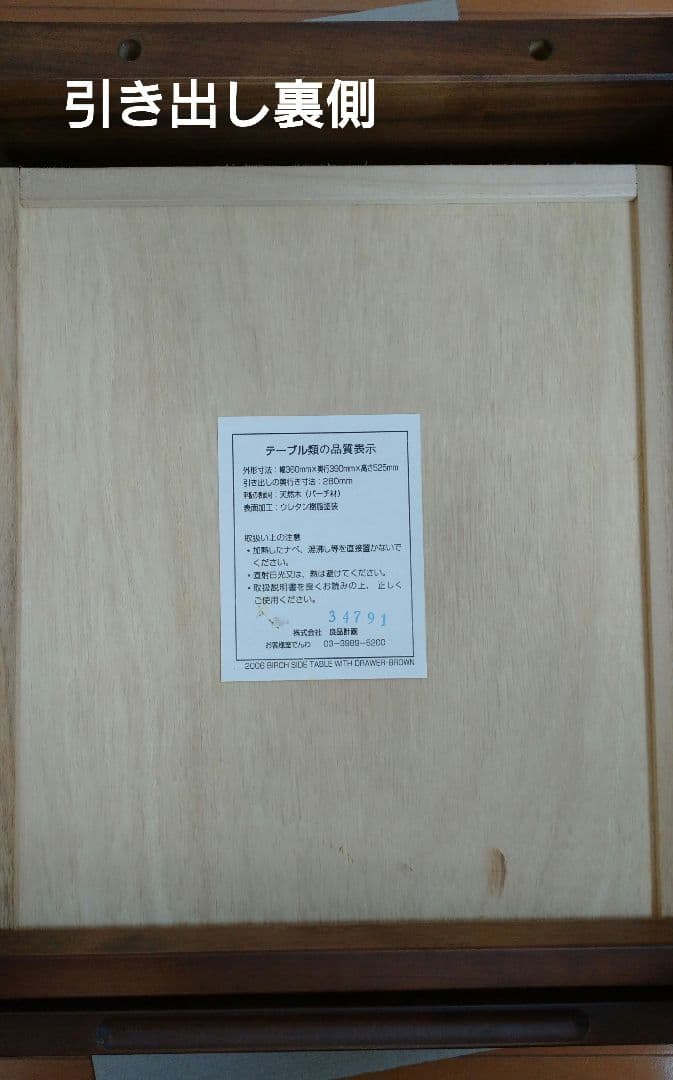 引き出し裏側
テーブル類の品質表示
外形寸法：幅360mm×奥行390mm×高さ525mm
引き出しの奥行き寸法：280mm
甲板の表面材：天然木（バーチ材）
表面加工：ウレタン樹脂塗装
取扱い上の注意
・加熱したナベ、湯沸し等を直接置かないで
ください。
・直射日光又は、熱は避けてください。
・取扱説明書を良くお読みの上、正しく
ご使用ください。
34791
株式会社 良品計画
お客様室でんわ 03-3989-5200
2006 BIRCH SIDE TABLE WITH DRAWER-BROWN